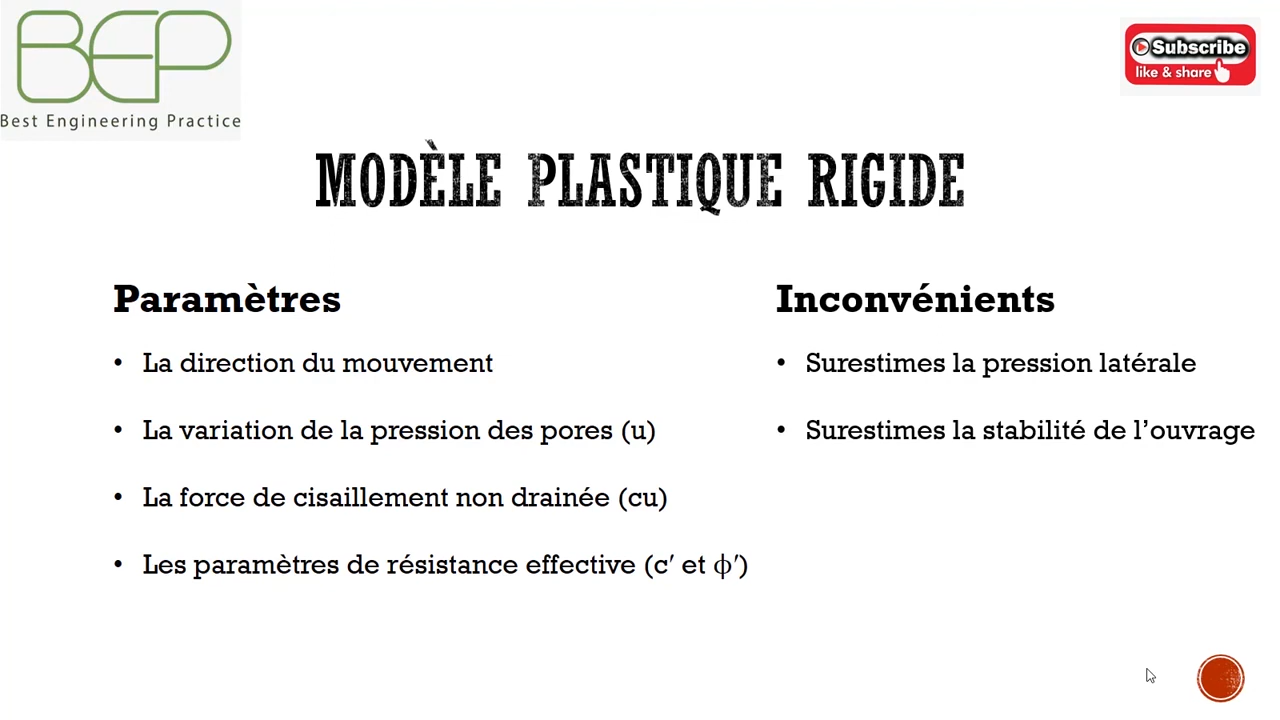 BEP
Best Engineering Practice
Subscribe
like & share
MODÈLE PLASTIQUE RIGIDE
Paramètres
• La direction du mouvement
• La variation de la pression des pores (u)
• La force de cisaillement non drainée (cu)
• Les paramètres de résistance effective (c′ et ϕ′)
Inconvénients
• Surestimes la pression latérale
• Surestimes la stabilité de l’ouvrage